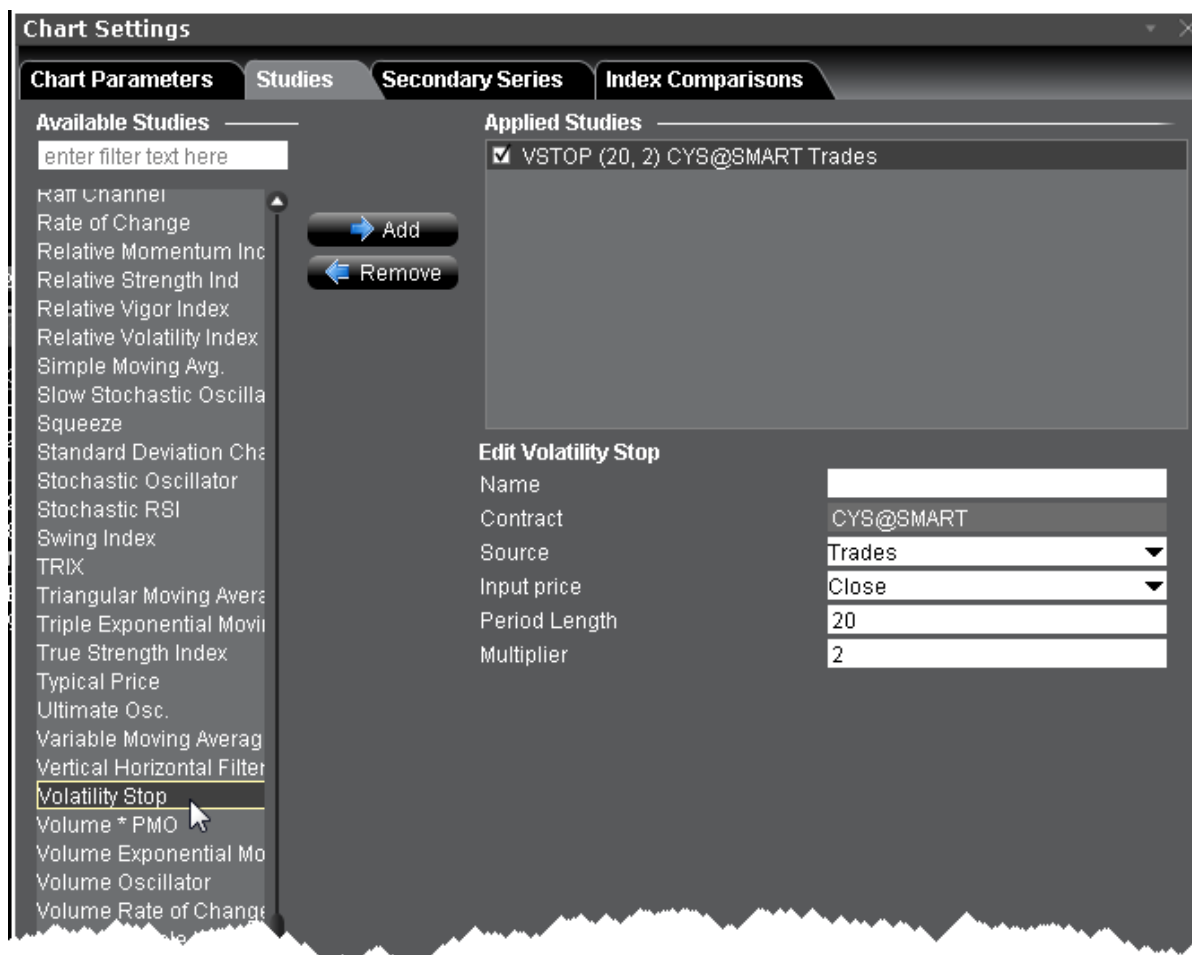 Chart Settings
Chart Parameters
Studies
Secondary Series
Index Comparisons
Available Studies
enter filter text here
Raff Channel
Rate of Change
Relative Momentum Inc
Relative Strength Ind
Relative Vigor Index
Relative Volatility Index
Simple Moving Avg.
Slow Stochastic Oscilla
Squeeze
Standard Deviation Cha
Stochastic Oscillator
Stochastic RSI
Swing Index
TRIX
Triangular Moving Avera
Triple Exponential Movin
True Strength Index
Typical Price
Ultimate Osc.
Variable Moving Averag
Vertical Horizontal Filter
Volatility Stop
Volume * PMO
Volume Exponential Mo
Volume Oscillator
Volume Rate of Change
Add
Remove
Applied Studies
VSTOP (20, 2) CYS@SMART Trades
Edit Volatility Stop
Name
Contract CYS@SMART
Source Trades
Input price Close
Period Length 20
Multiplier 2